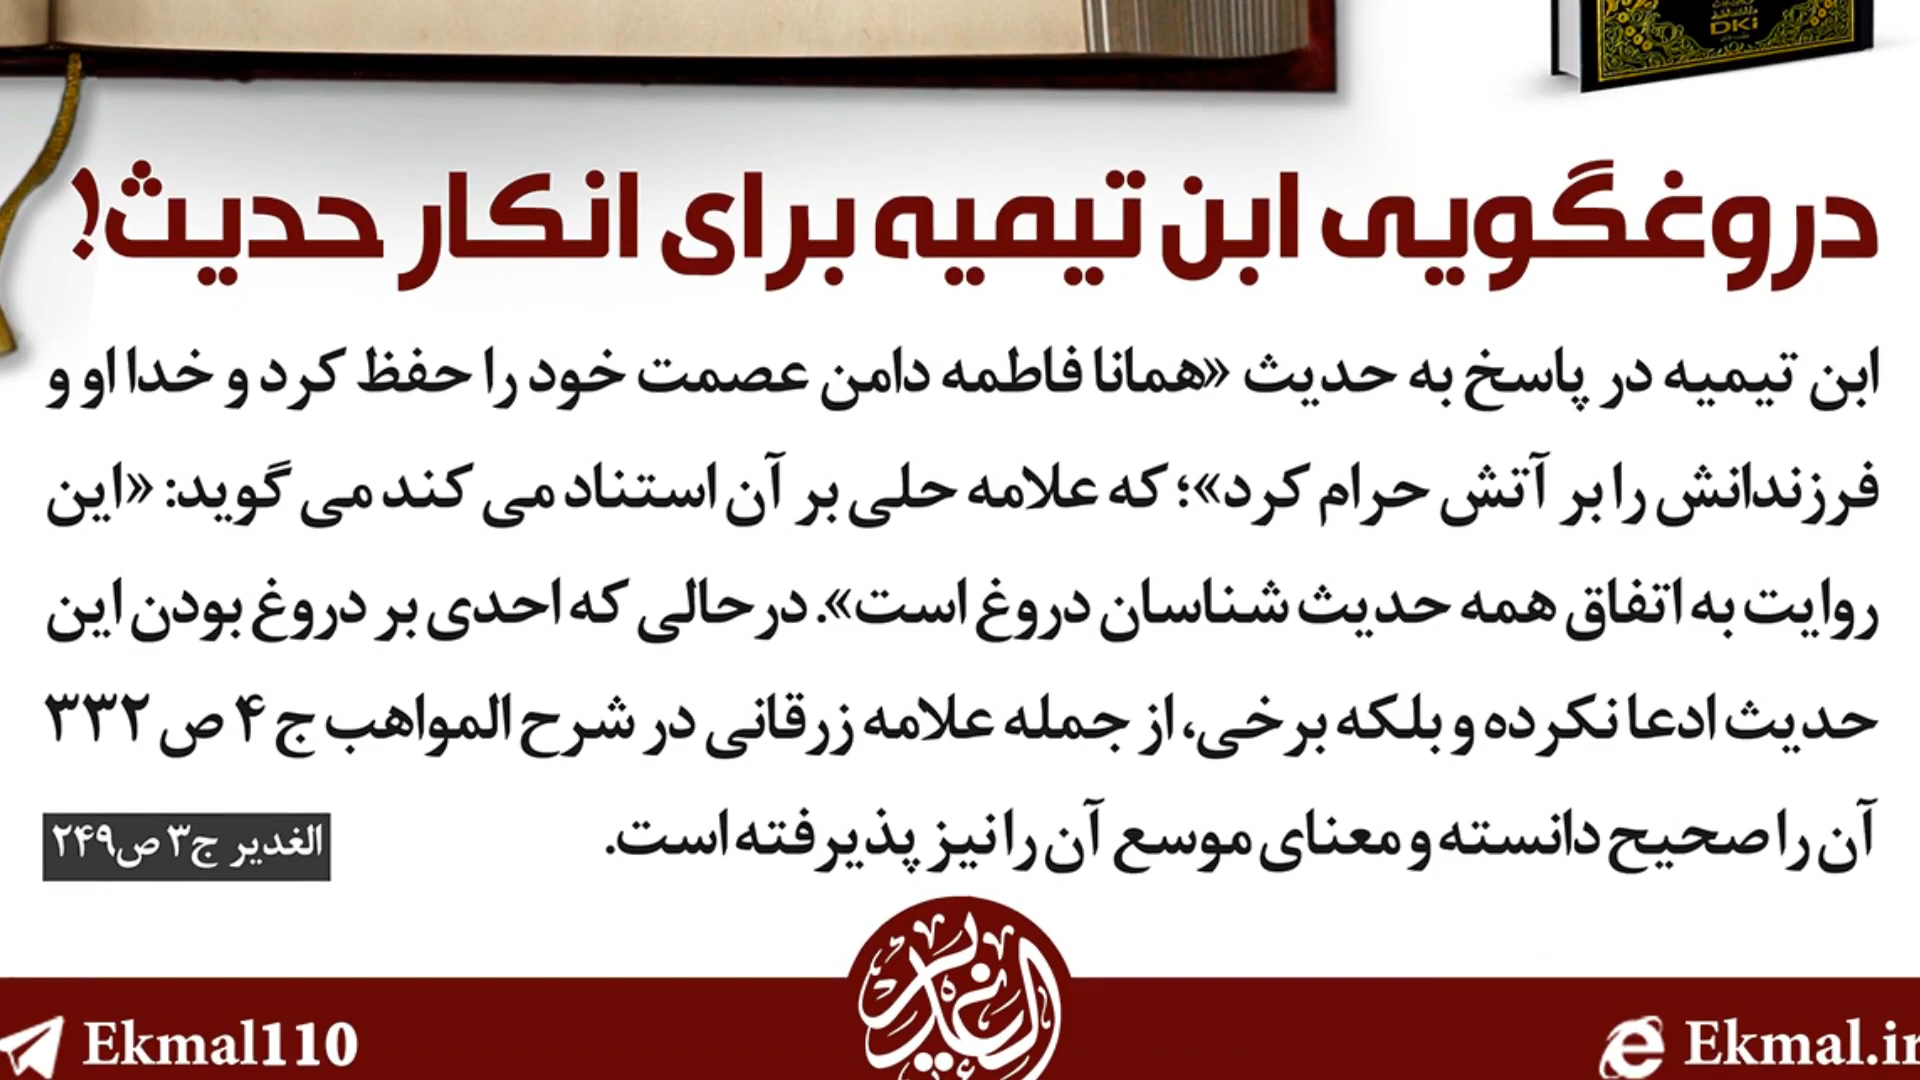 DKi
دروغگویی ابن تیمیه برای انکار حدیث!
ابن تیمیه در پاسخ به حدیث «همانا فاطمه دامن عصمت خود را حفظ کرد و خدا او و
فرزندانش را بر آتش حرام کرد»؛ که علامه حلی بر آن استناد می کند می گوید: «این
روایت به اتفاق همه حدیث شناسان دروغ است». درحالی که احدی بر دروغ بودن این
حدیث ادعا نکرده و بلکه برخی، از جمله علامه زرقانی در شرح المواهب ج ۴ ص ۳۳۲
آن را صحیح دانسته و معنای موسع آن را نیز پذیرفته است.
الغدیر ج۳ ص۲۴۹
الغدیر
Ekmal110
Ekmal.ir